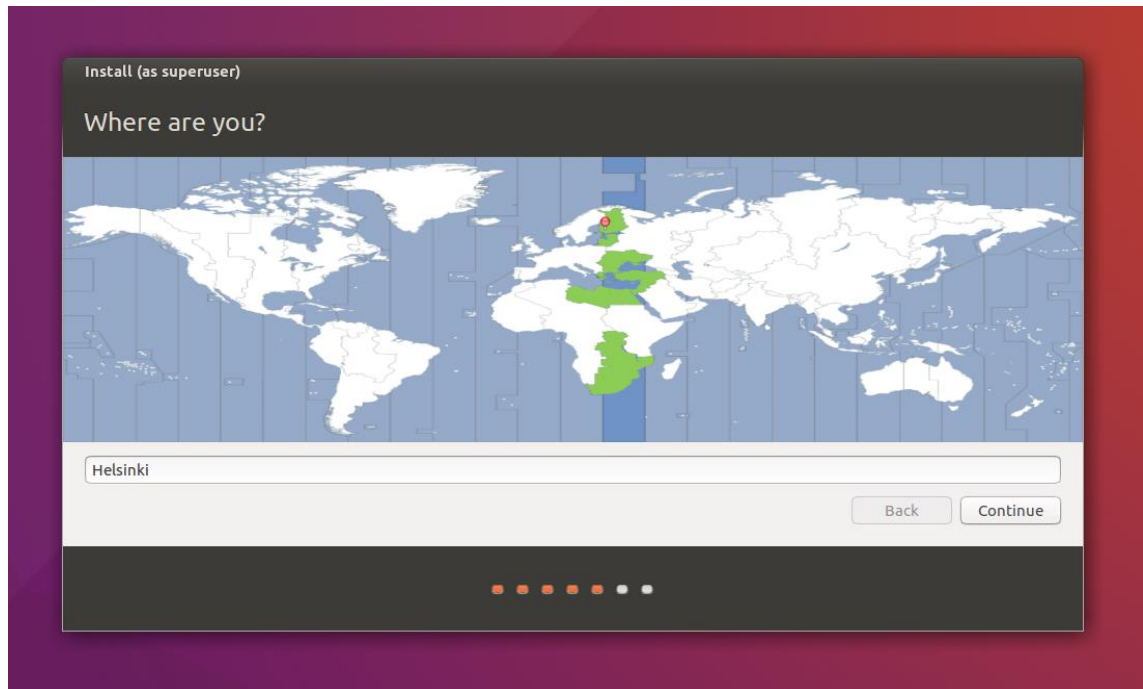 Install (as superuser)
Where are you?
Helsinki
Back
Continue